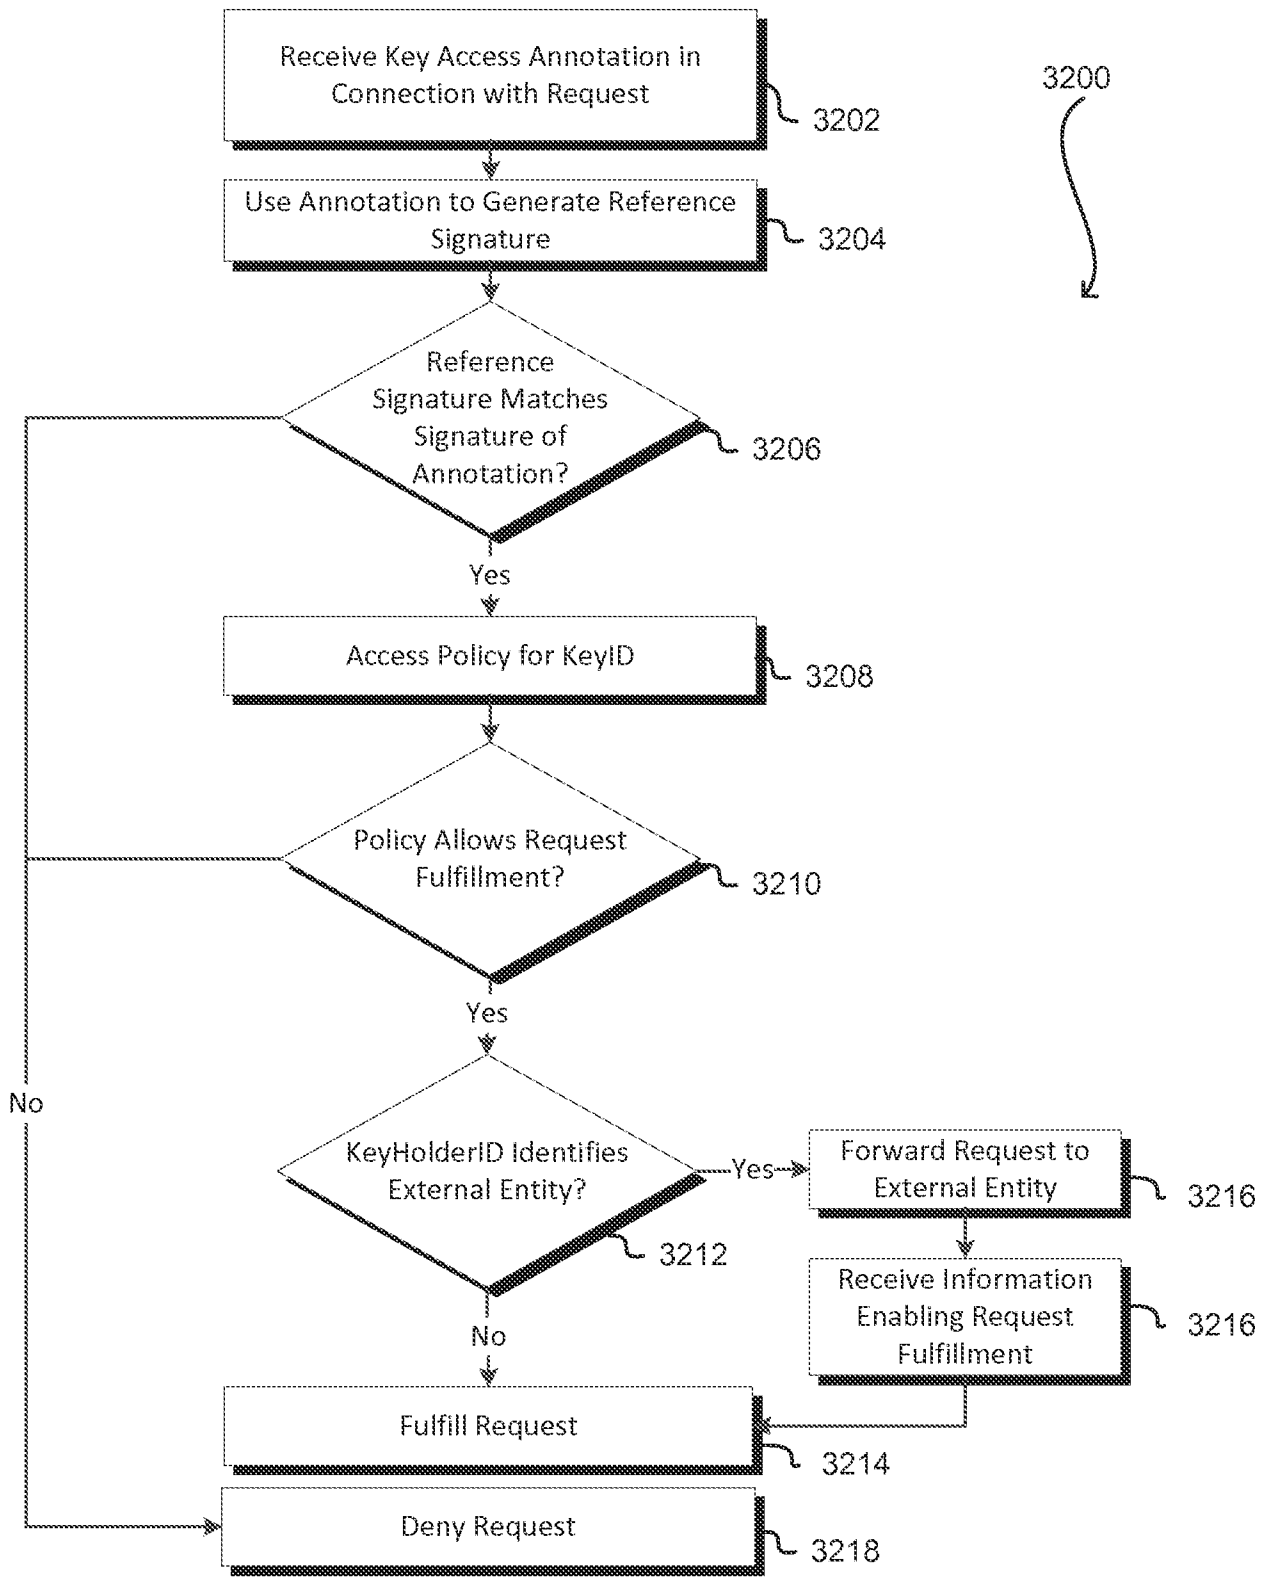 Receive Key Access Annotation in
Connection with Request
3202
3200
Use Annotation to Generate Reference
Signature
3204
Reference
Signature Matches
Signature of
Annotation?
3206
Yes
Access Policy for KeyID
3208
Policy Allows Request
Fulfillment?
3210
Yes
No
KeyHolderID Identifies
External Entity?
3212
Yes
Forward Request to
External Entity
3216
Receive Information
Enabling Request
Fulfillment
3216
No
Fulfill Request
3214
Deny Request
3218